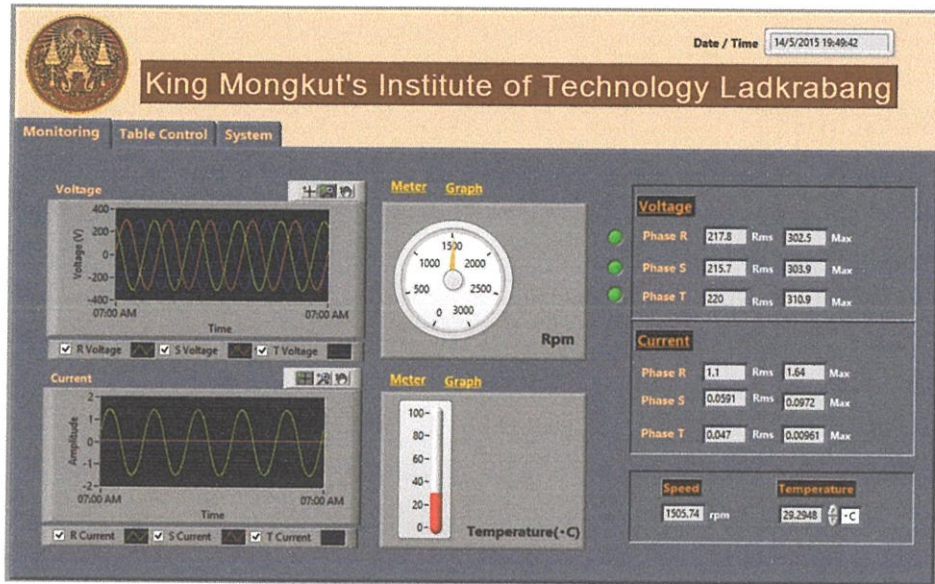 Date / Time 14/5/2015 19:49:42
King Mongkut's Institute of Technology Ladkrabang
Monitoring Table Control System
Voltage
Voltage (V)
400
200
0
-200
-400
07:00 AM 07:00 AM
Time
R Voltage S Voltage T Voltage
Meter Graph
0 500 1000 1500 2000 2500 3000
Rpm
Voltage
Phase R 217.8 Rms 302.5 Max
Phase S 215.7 Rms 303.9 Max
Phase T 220 Rms 310.9 Max
Current
Amplitude
2
1
0
-1
-2
07:00 AM 07:00 AM
Time
R Current S Current T Current
Meter Graph
100
80
60
40
20
0
Temperature(°C)
Current
Phase R 1.1 Rms 1.64 Max
Phase S 0.0591 Rms 0.0972 Max
Phase T 0.047 Rms 0.00961 Max
Speed Temperature
1505.74 rpm 29.2948 °C